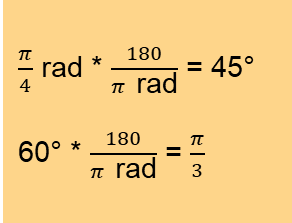 π/4 rad * 180/π rad = 45°
60° * 180/π rad = π/3